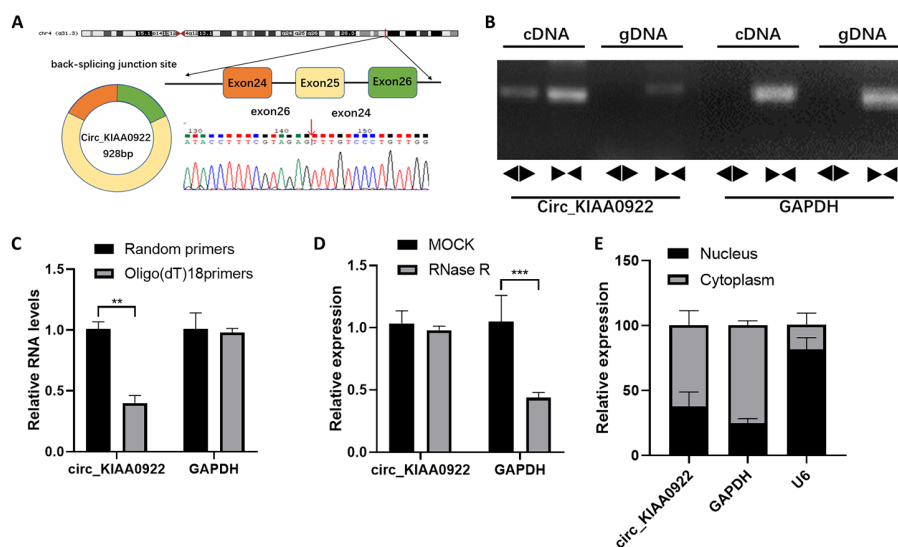 A
chr4 (q31.3)
back-splicing junction site
Exon24
Exon25
Exon26
exon26
exon24
Circ_KIAA0922
928bp
130
140
150
ATACCTTTCGTAGAGTTTGTCCCTGTTGG
B
cDNA
gDNA
cDNA
gDNA
Circ_KIAA0922
GAPDH
C
Random primers
Oligo(dT)18primers
Relative RNA levels
1.5
1.0
0.5
0.0
**
circ_KIAA0922
GAPDH
D
MOCK
RNase R
Relative expression
1.5
1.0
0.5
0.0
***
circ_KIAA0922
GAPDH
E
Nucleus
Cytoplasm
Relative expression
150
100
50
0
circ_KIAA0922
GAPDH
U6